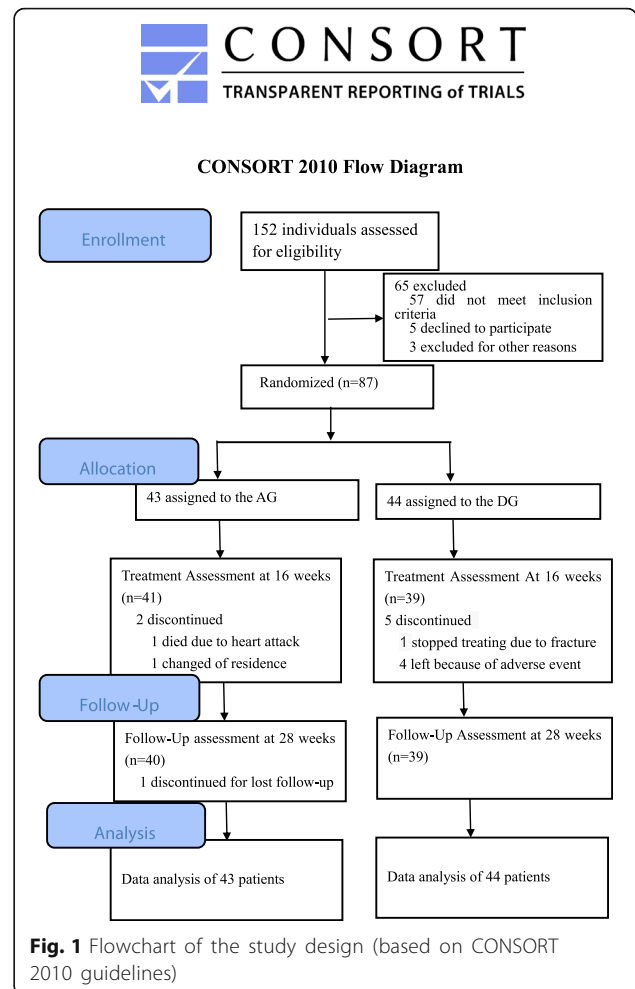 CONSORT
TRANSPARENT REPORTING of TRIALS
CONSORT 2010 Flow Diagram
Enrollment
152 individuals assessed
for eligibility
65 excluded
57 did not meet inclusion
criteria
5 declined to participate
3 excluded for other reasons
Randomized (n=87)
Allocation
43 assigned to the AG
44 assigned to the DG
Treatment Assessment at 16 weeks
(n=41)
2 discontinued
1 died due to heart attack
1 changed of residence
Treatment Assessment At 16 weeks
(n=39)
5 discontinued
1 stopped treating due to fracture
4 left because of adverse event
Follow-Up
Follow-Up assessment at 28 weeks
(n=40)
1 discontinued for lost follow-up
Follow-Up Assessment at 28 weeks
(n=39)
Analysis
Data analysis of 43 patients
Data analysis of 44 patients
Fig. 1 Flowchart of the study design (based on CONSORT
2010 guidelines)